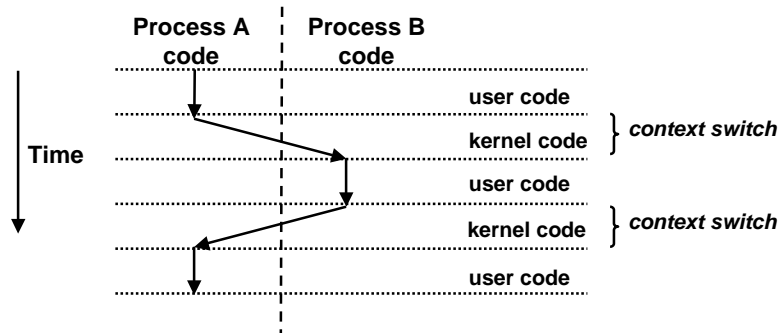 Process A
code
Process B
code
user code
context switch
kernel code
Time
user code
context switch
kernel code
user code